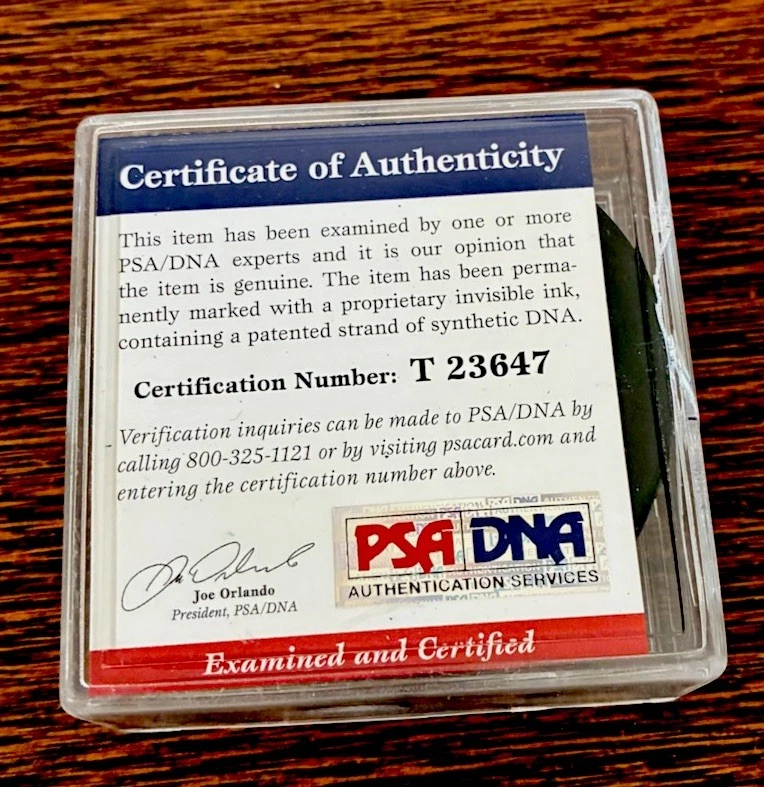 Certificate of Authenticity
This item has been examined by one or more
PSA/DNA experts and it is our opinion that
the item is genuine. The item has been perma-
nently marked with a proprietary invisible ink,
containing a patented strand of synthetic DNA.
Certification Number: T 23647
Verification inquiries can be made to PSA/DNA by
calling 800-325-1121 or by visiting psacard.com and
entering the certification number above.
PSA DNA
AUTHENTICATION SERVICES
Joe Orlando
President, PSA/DNA
Examined and Certified